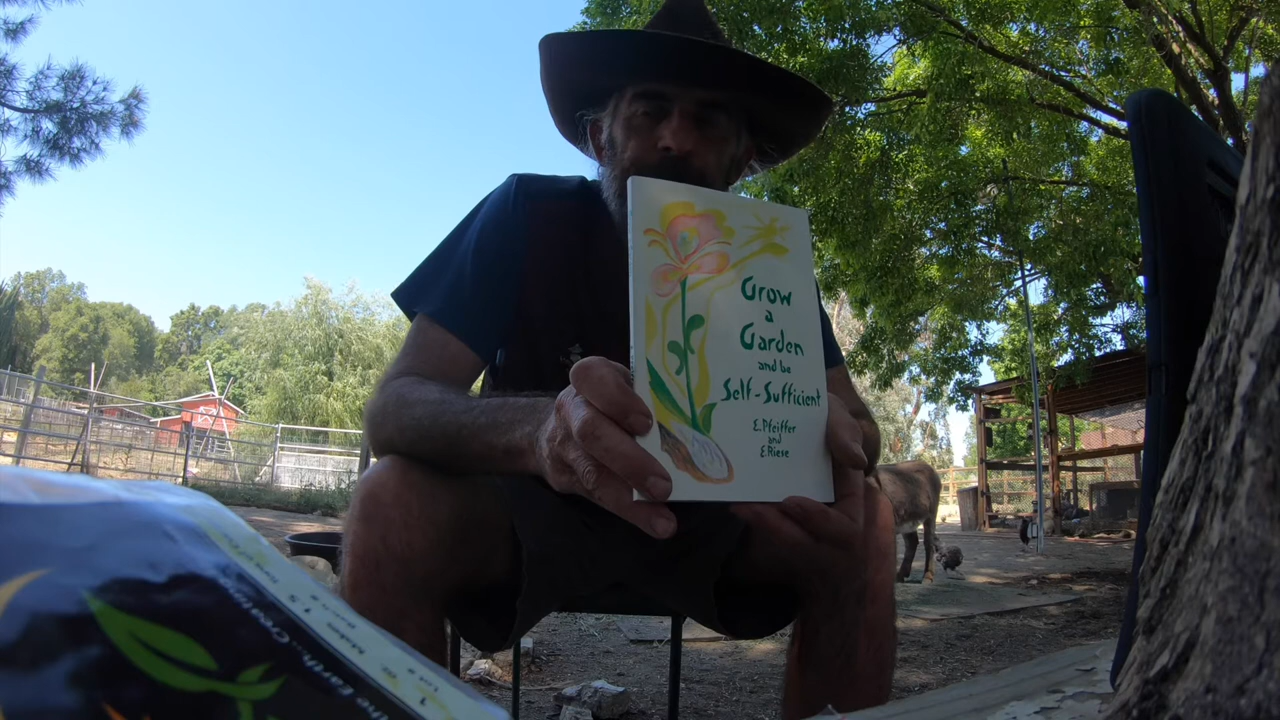 Grow
a
Garden
and be
Self-Sufficient
E. Pfeiffer
and
E. Riese